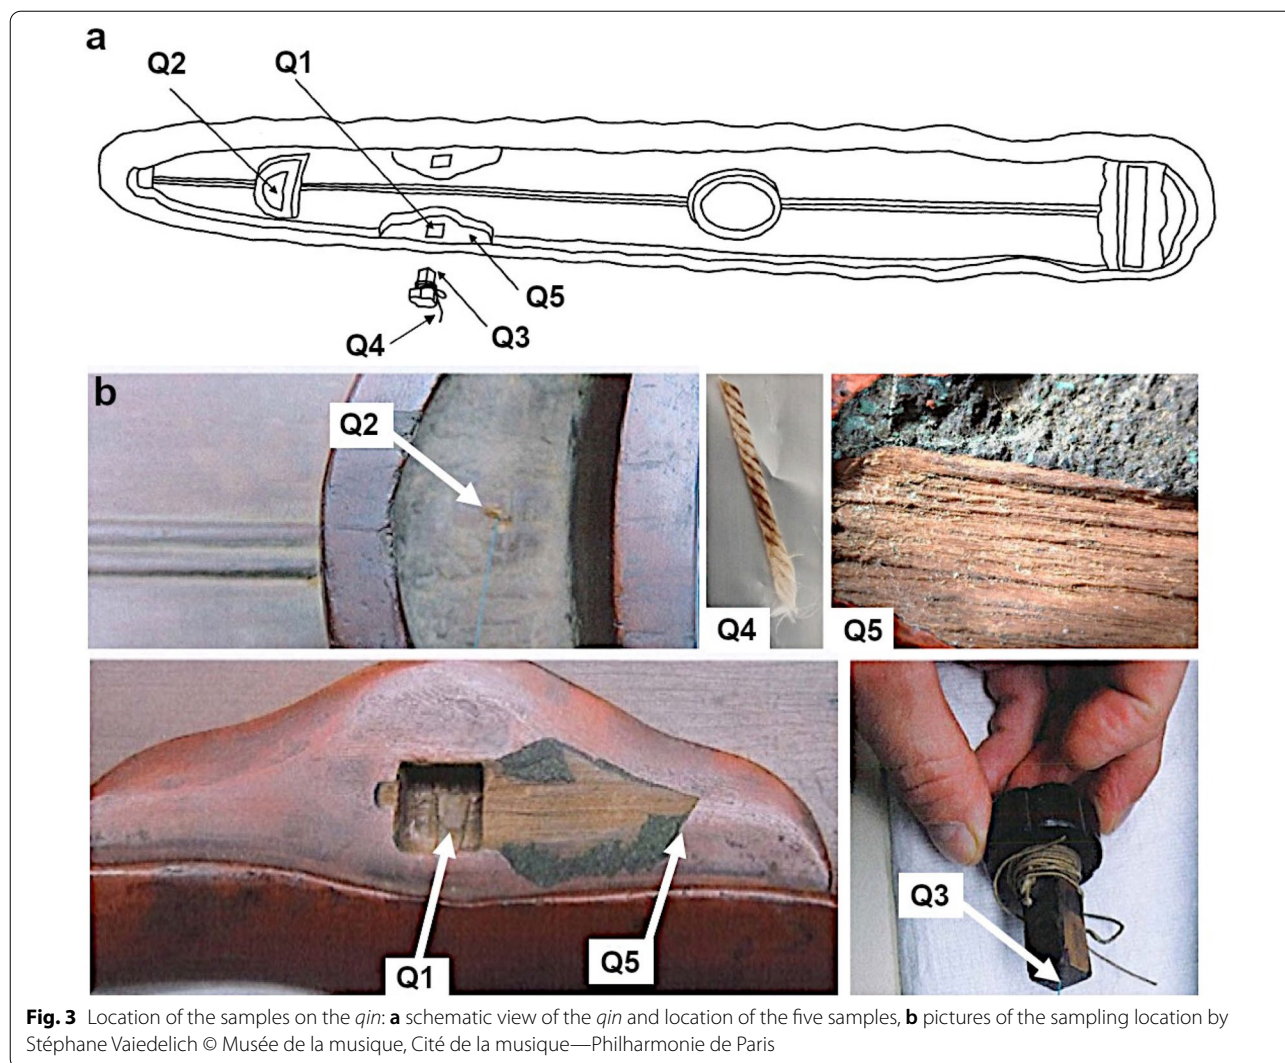 a
Q2
Q1
Q5
Q3
Q4
b
Q2
Q4
Q5
Q1
Q5
Q3
Fig. 3 Location of the samples on the qin: a schematic view of the qin and location of the five samples, b pictures of the sampling location by
Stéphane Vaiedelich © Musée de la musique, Cité de la musique—Philharmonie de Paris